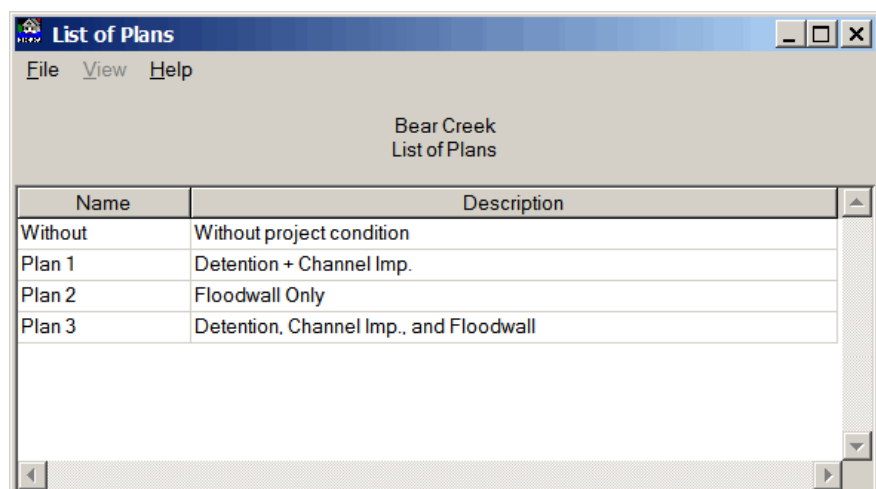 List of Plans
File View Help
Bear Creek
List of Plans
Name Description
Without Without project condition
Plan 1 Detention + Channel Imp.
Plan 2 Floodwall Only
Plan 3 Detention, Channel Imp., and Floodwall